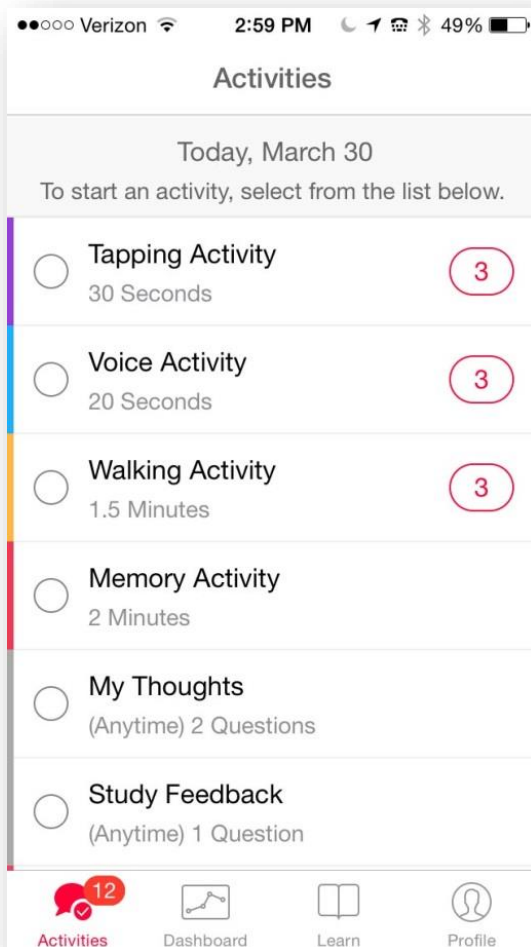 Verizon 2:59 PM 49%
Activities
Today, March 30
To start an activity, select from the list below.
Tapping Activity
3
30 Seconds
Voice Activity
3
20 Seconds
Walking Activity
3
1.5 Minutes
Memory Activity
2 Minutes
My Thoughts
(Anytime) 2 Questions
Study Feedback
(Anytime) 1 Question
12
Activities Dashboard Learn Profile